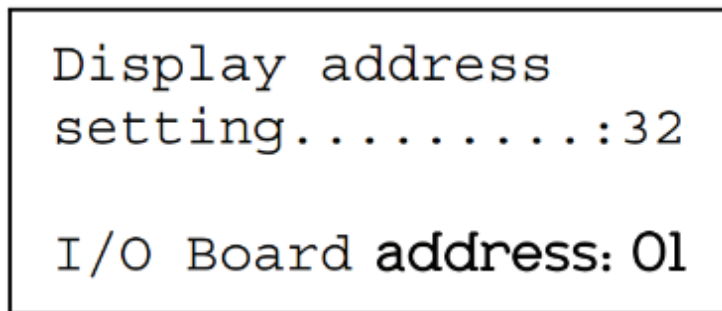 Display address
setting.........:32
I/O Board address: 01